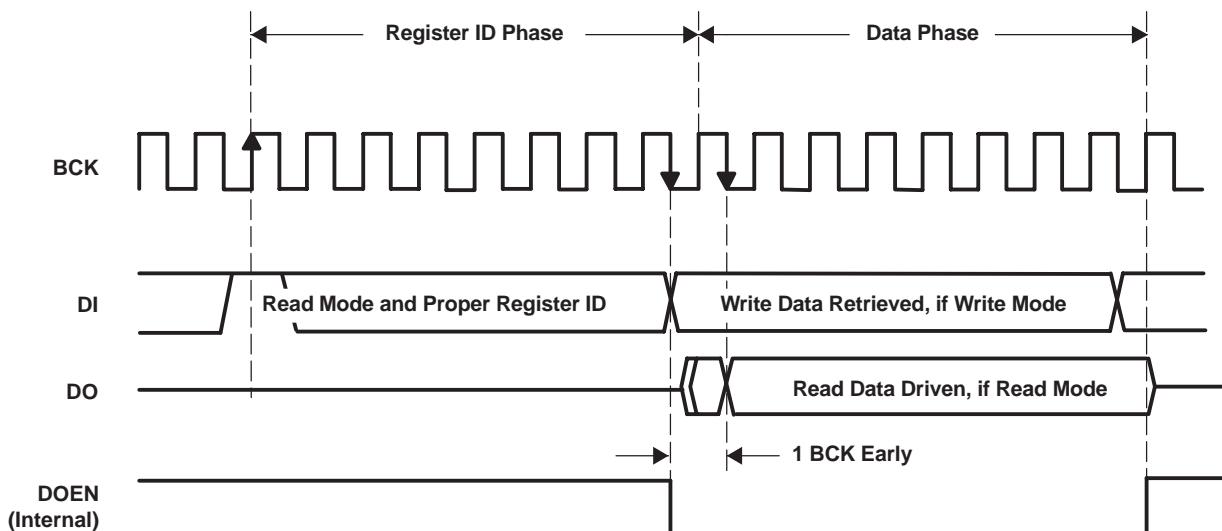 Register ID Phase
Data Phase
BCK
DI
Read Mode and Proper Register ID
Write Data Retrieved, if Write Mode
DO
Read Data Driven, if Read Mode
1 BCK Early
DOEN
(Internal)